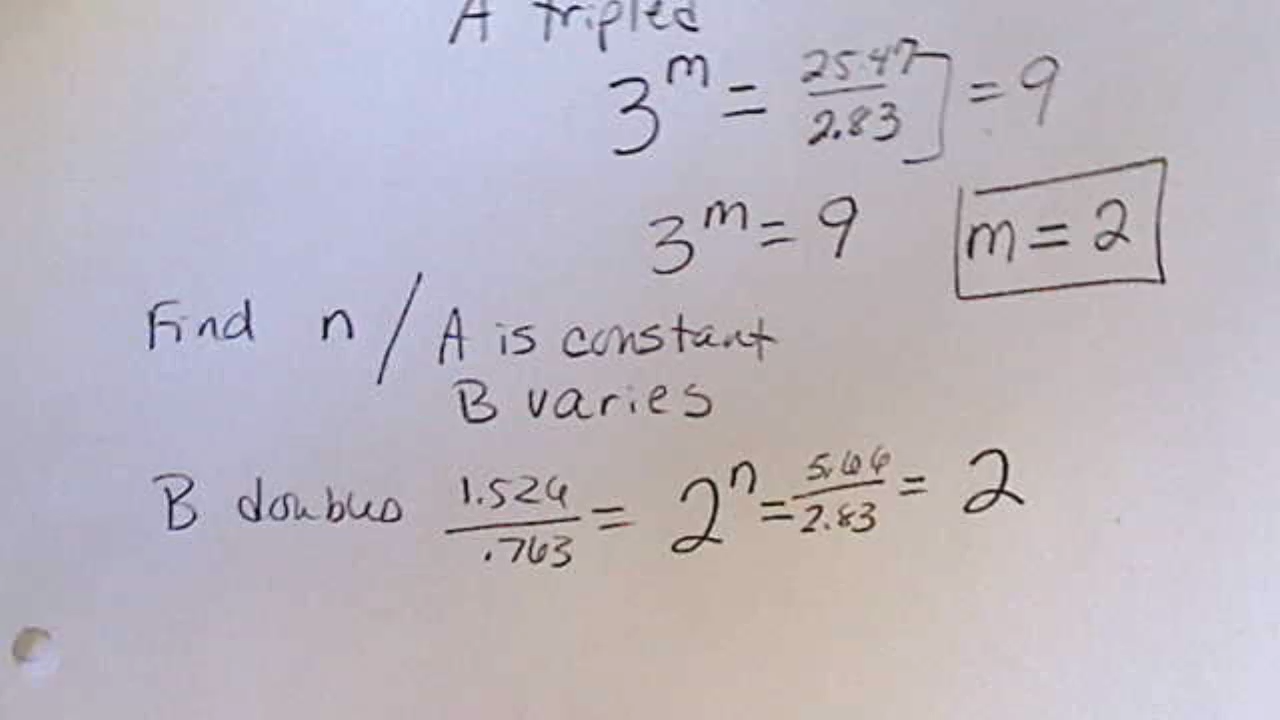 A tripled
3^m = 25.47/2.83] = 9
3^m = 9 m = 2
Find n / A is constant
B varies
B doubles 1.526/.763 = 2^n = 5.66/2.83 = 2